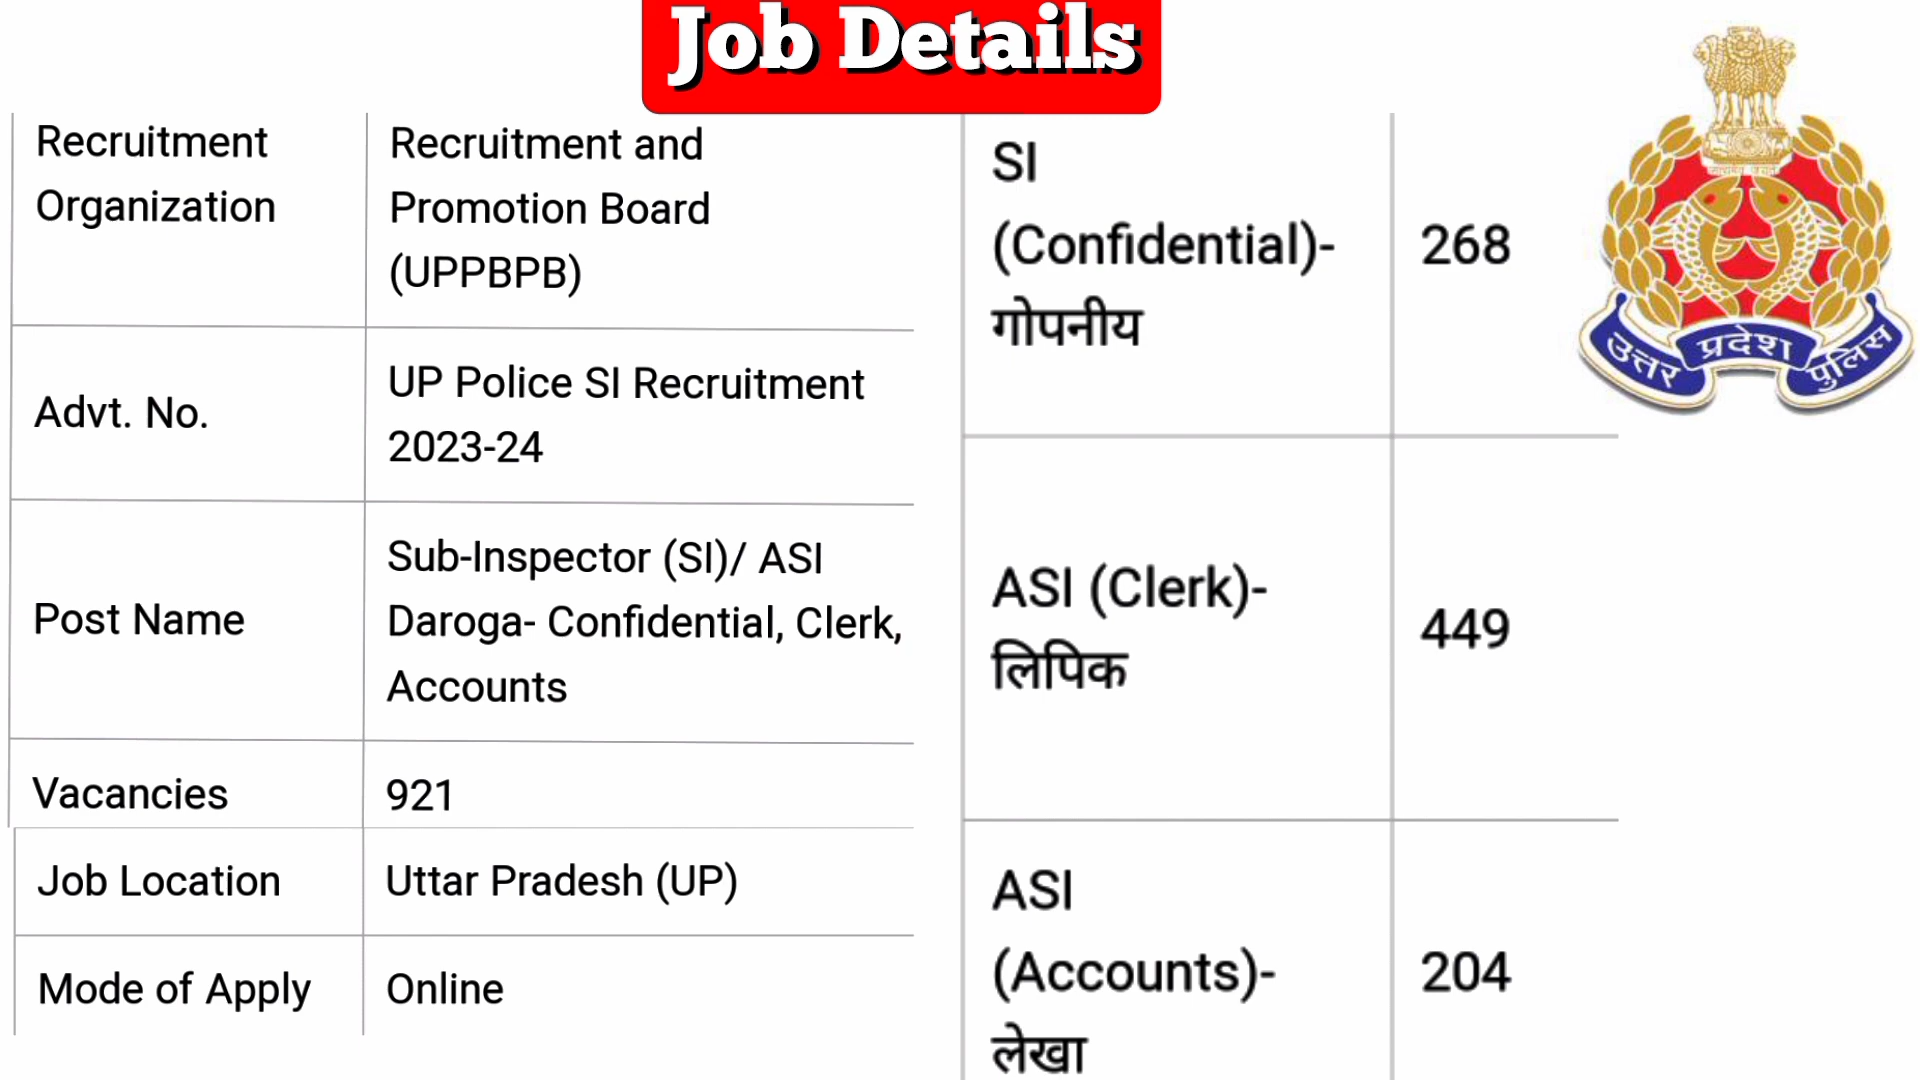 Job Details
Recruitment
Organization
Recruitment and
Promotion Board
(UPPBPB)
Advt. No.
UP Police SI Recruitment
2023-24
Post Name
Sub-Inspector (SI)/ ASI
Daroga- Confidential, Clerk,
Accounts
Vacancies
921
Job Location
Uttar Pradesh (UP)
Mode of Apply
Online
SI
(Confidential)-
गोपनीय
268
ASI (Clerk)-
लिपिक
449
ASI
(Accounts)-
लेखा
204
उत्तर प्रदेश पुलिस